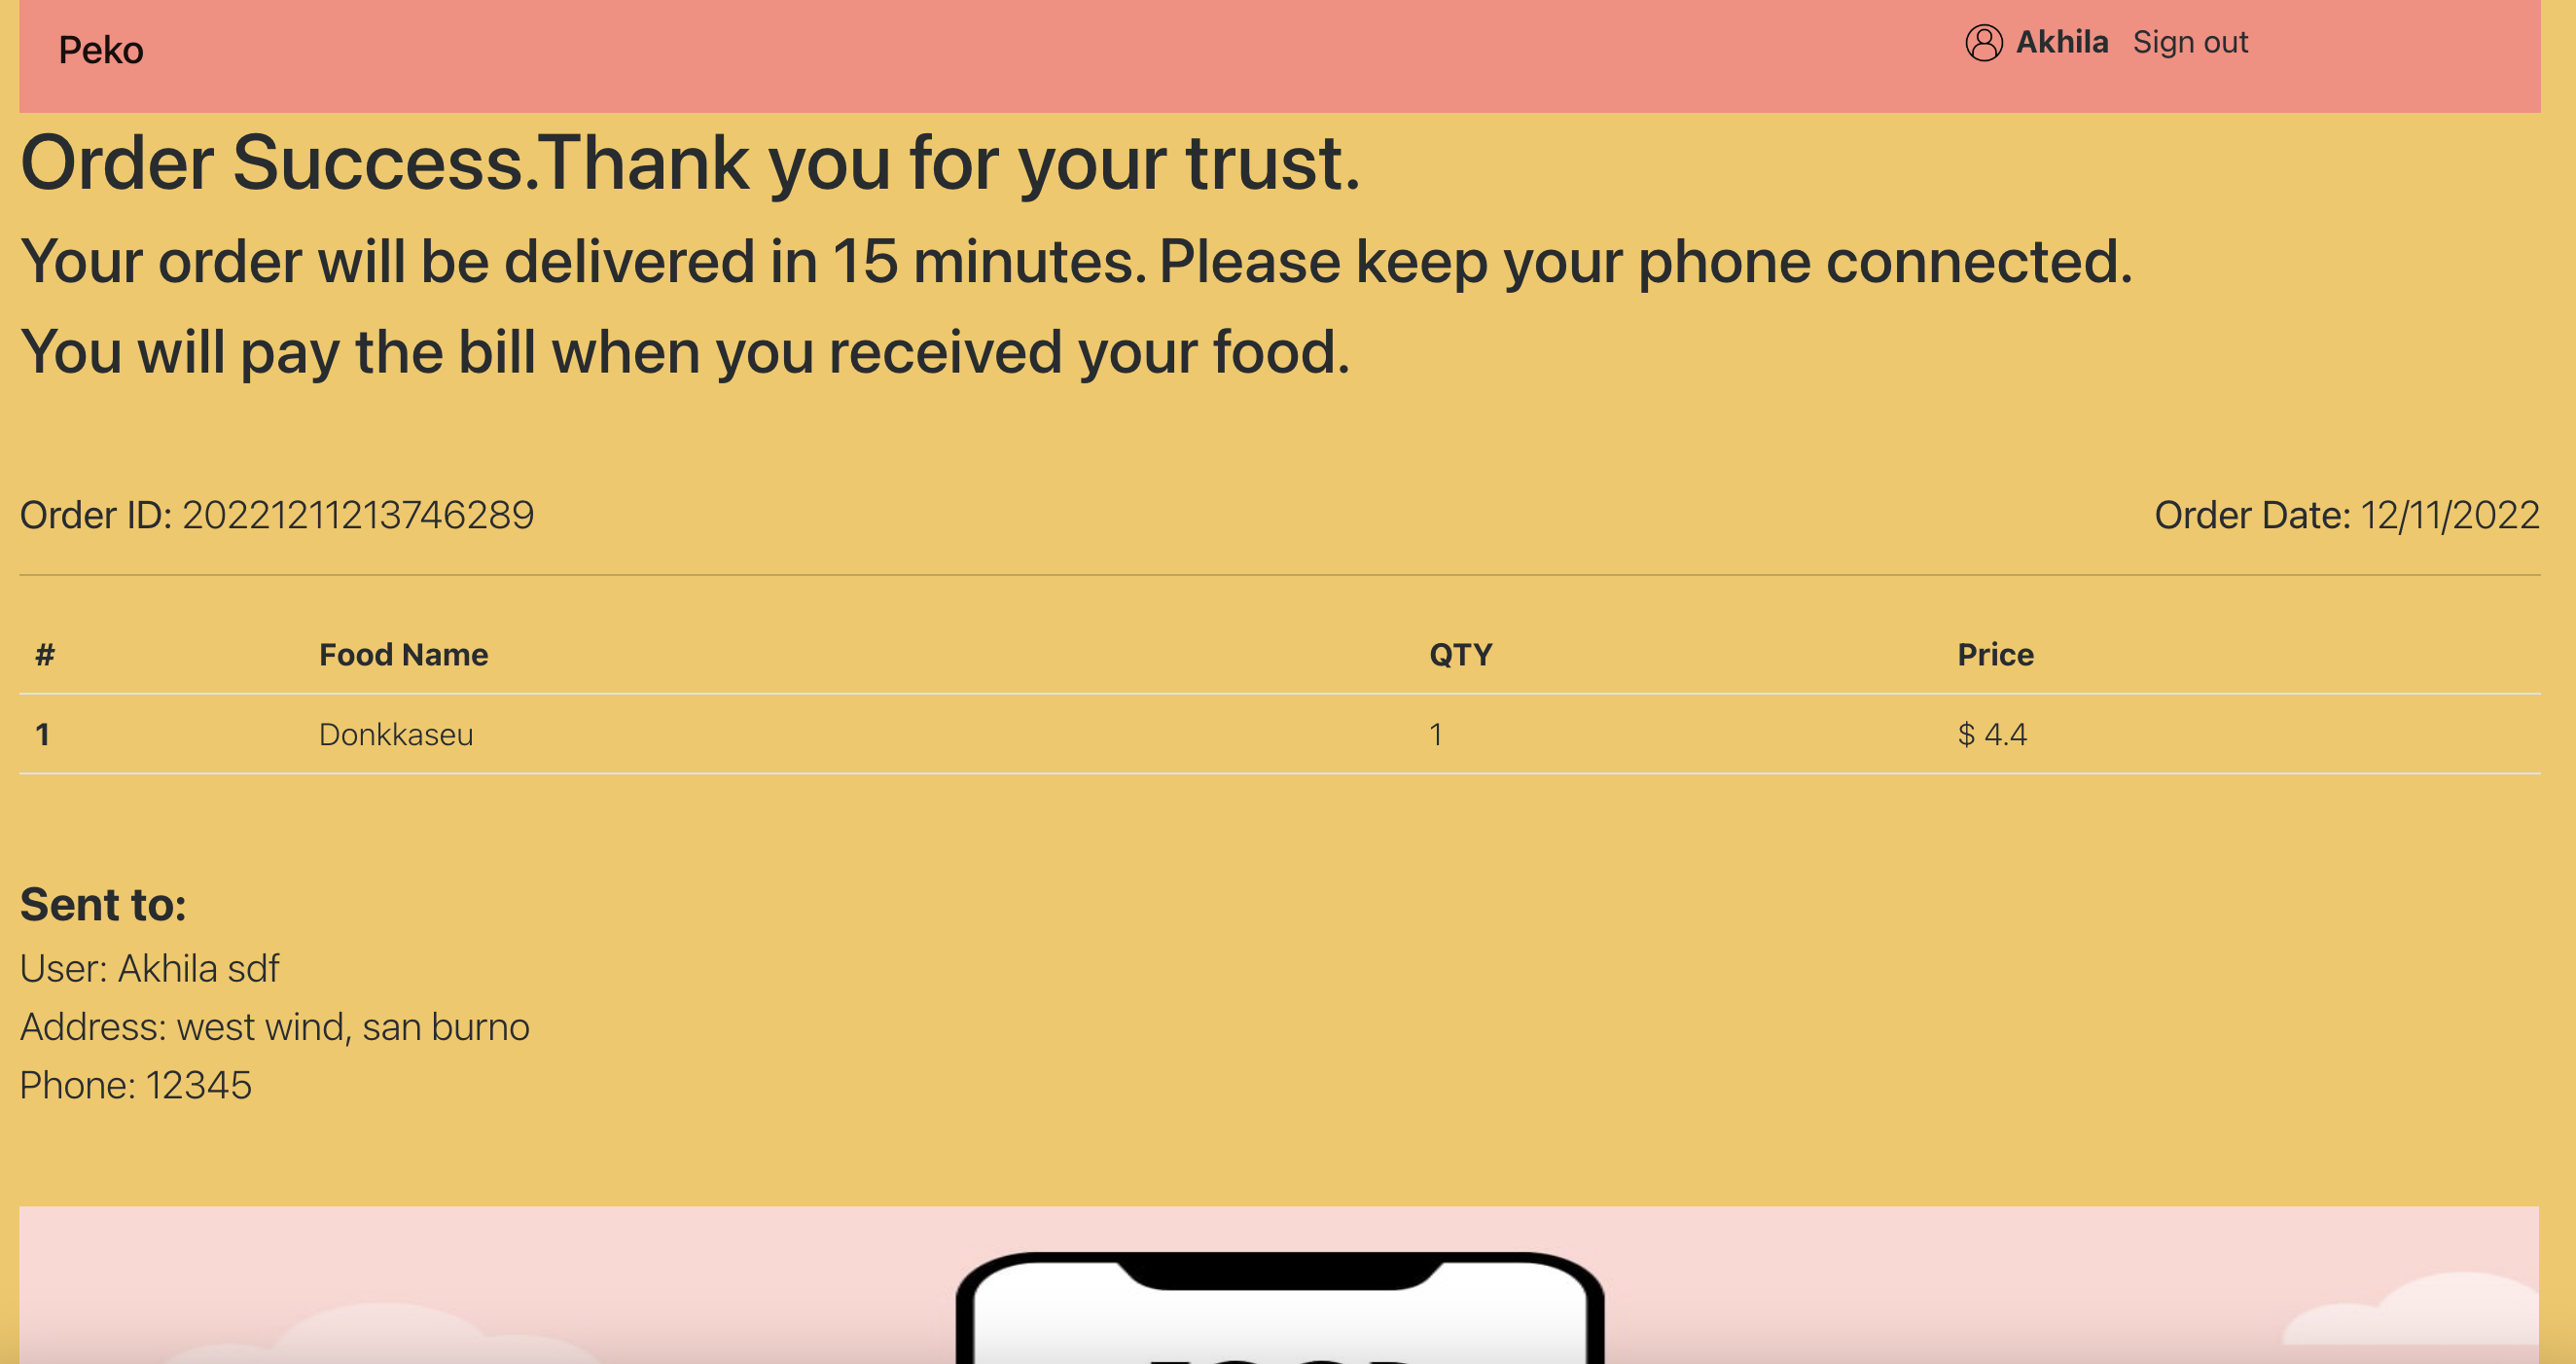 Peko
Akhila Sign out
Order Success.Thank you for your trust.
Your order will be delivered in 15 minutes. Please keep your phone connected.
You will pay the bill when you received your food.
Order ID: 20221211213746289
Order Date: 12/11/2022
# Food Name QTY Price
1 Donkkaseu 1 $ 4.4
Sent to:
User: Akhila sdf
Address: west wind, san burno
Phone: 12345